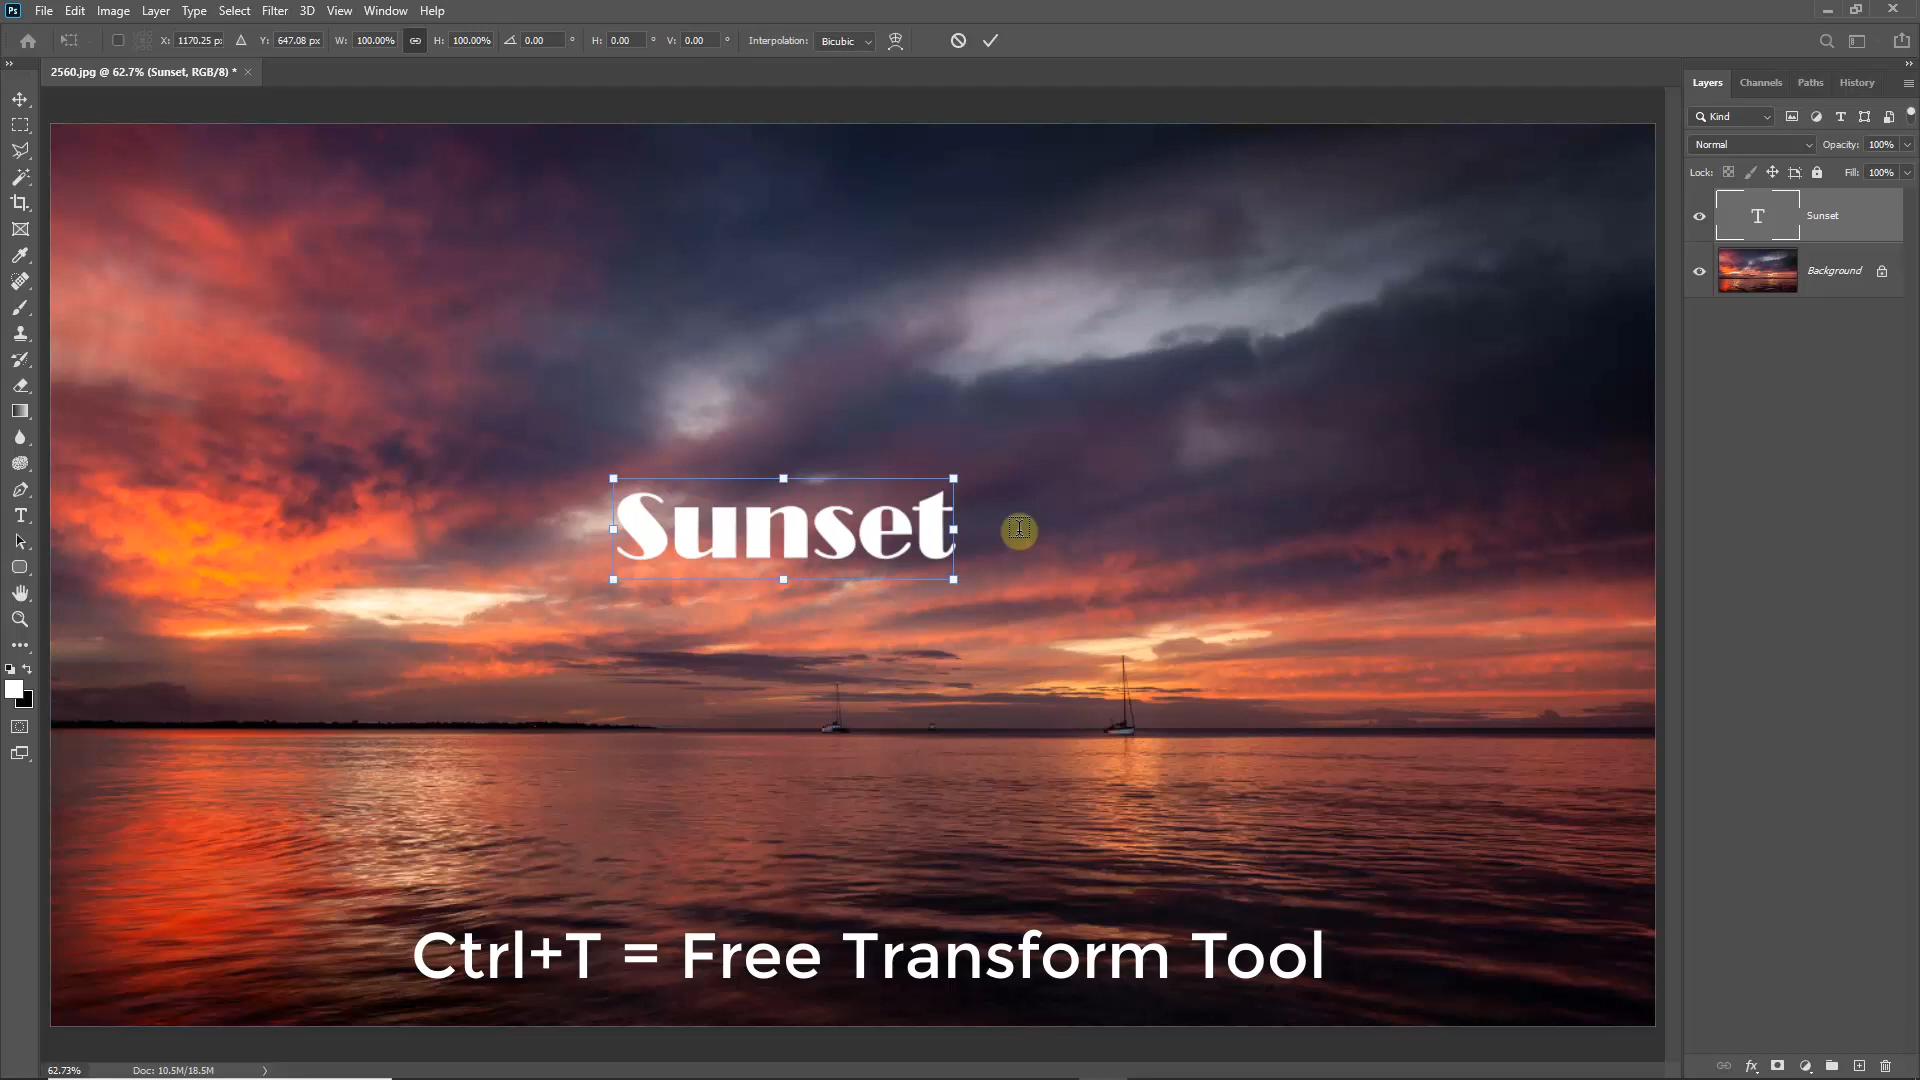 Ps File Edit Image Layer Type Select Filter 3D View Window Help
X: 1170.25 px Y: 647.08 px W: 100.00% H: 100.00% 0.00 ° H: 0.00 ° V: 0.00 ° Interpolation: Bicubic
2560.jpg @ 62.7% (Sunset, RGB/8) * ×
Layers Channels Paths History
Kind
Normal Opacity: 100%
Lock: Fill: 100%
T Sunset
Background
Sunset
Ctrl+T = Free Transform Tool
62.73% Doc: 10.5M/18.5M